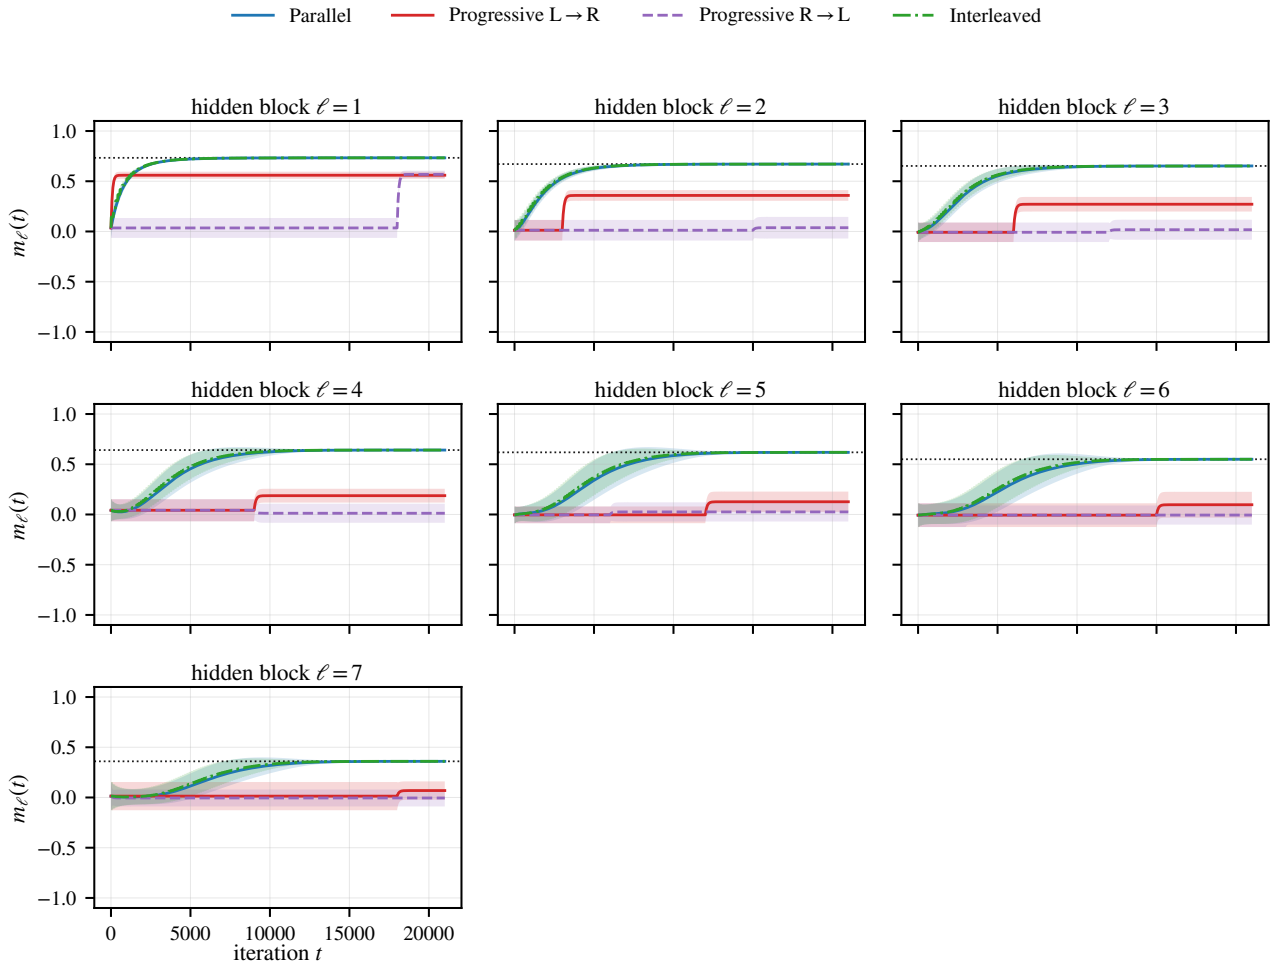 Parallel Progressive L→R Progressive R→L Interleaved
hidden block ℓ = 1
hidden block ℓ = 2
hidden block ℓ = 3
1.0
0.5
0.0
−0.5
−1.0
mℓ(t)
hidden block ℓ = 4
hidden block ℓ = 5
hidden block ℓ = 6
1.0
0.5
0.0
−0.5
−1.0
mℓ(t)
hidden block ℓ = 7
1.0
0.5
0.0
−0.5
−1.0
mℓ(t)
0 5000 10000 15000 20000
iteration t